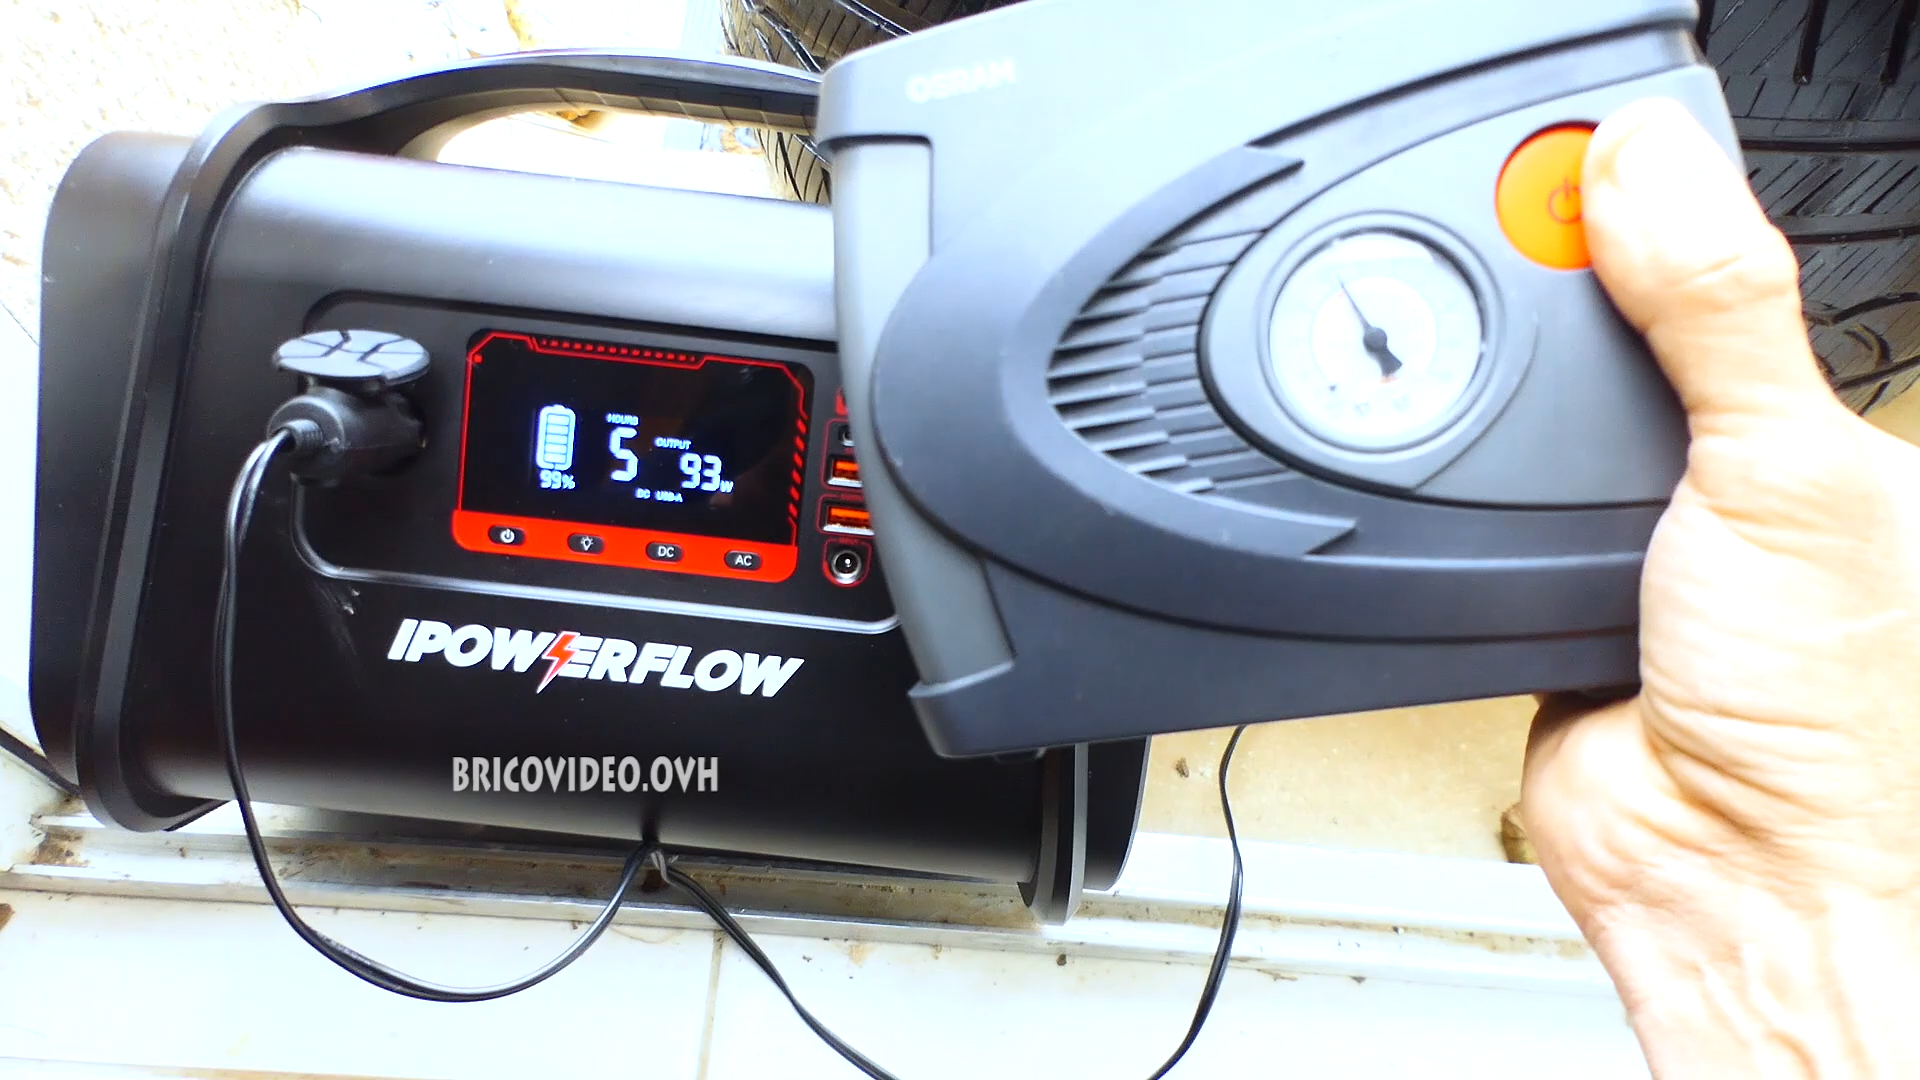 OSRAM
HOURS
5
OUTPUT
93W
99%
DC USB-A
DC
AC
IPOWERFLOW
BRICOVIDEO.OVH